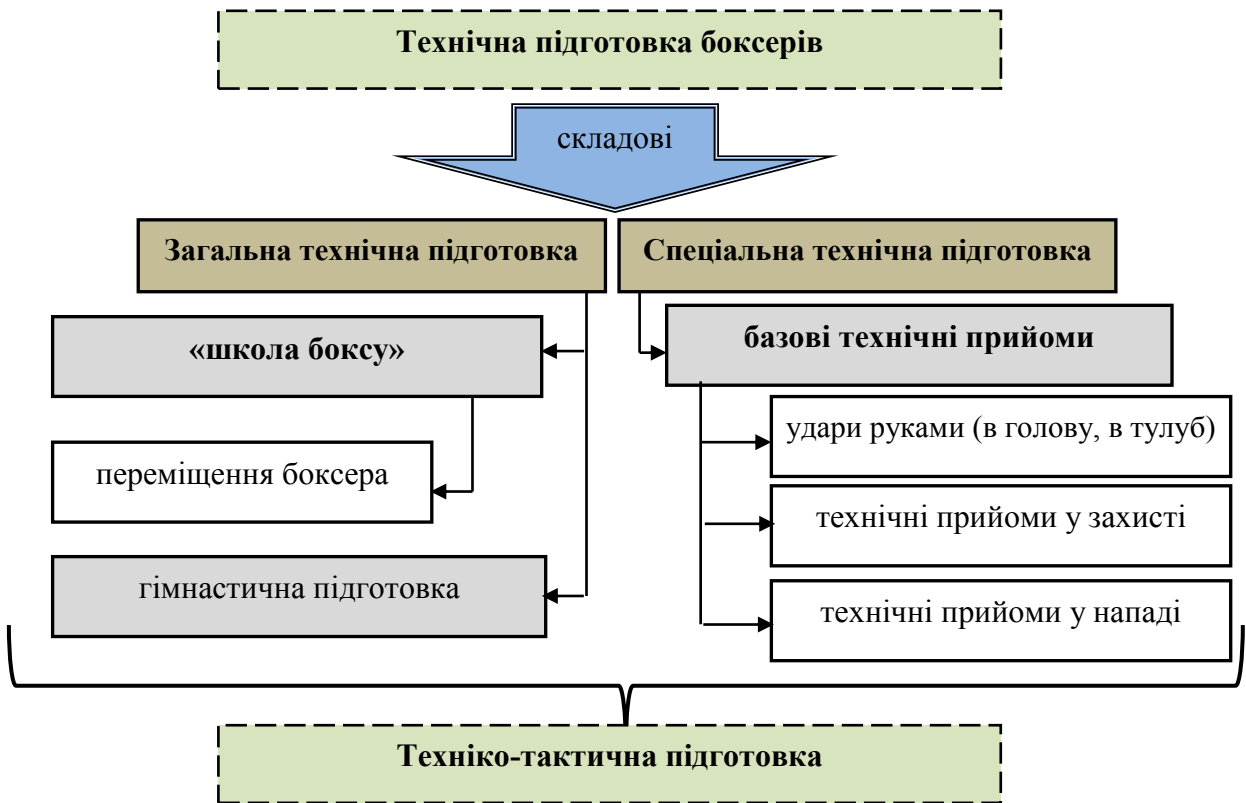 Технічна підготовка боксерів
складові
Загальна технічна підготовка
Спеціальна технічна підготовка
«школа боксу»
переміщення боксера
гімнастична підготовка
базові технічні прийоми
удари руками (в голову, в тулуб)
технічні прийоми у захисті
технічні прийоми у нападі
Техніко-тактична підготовка